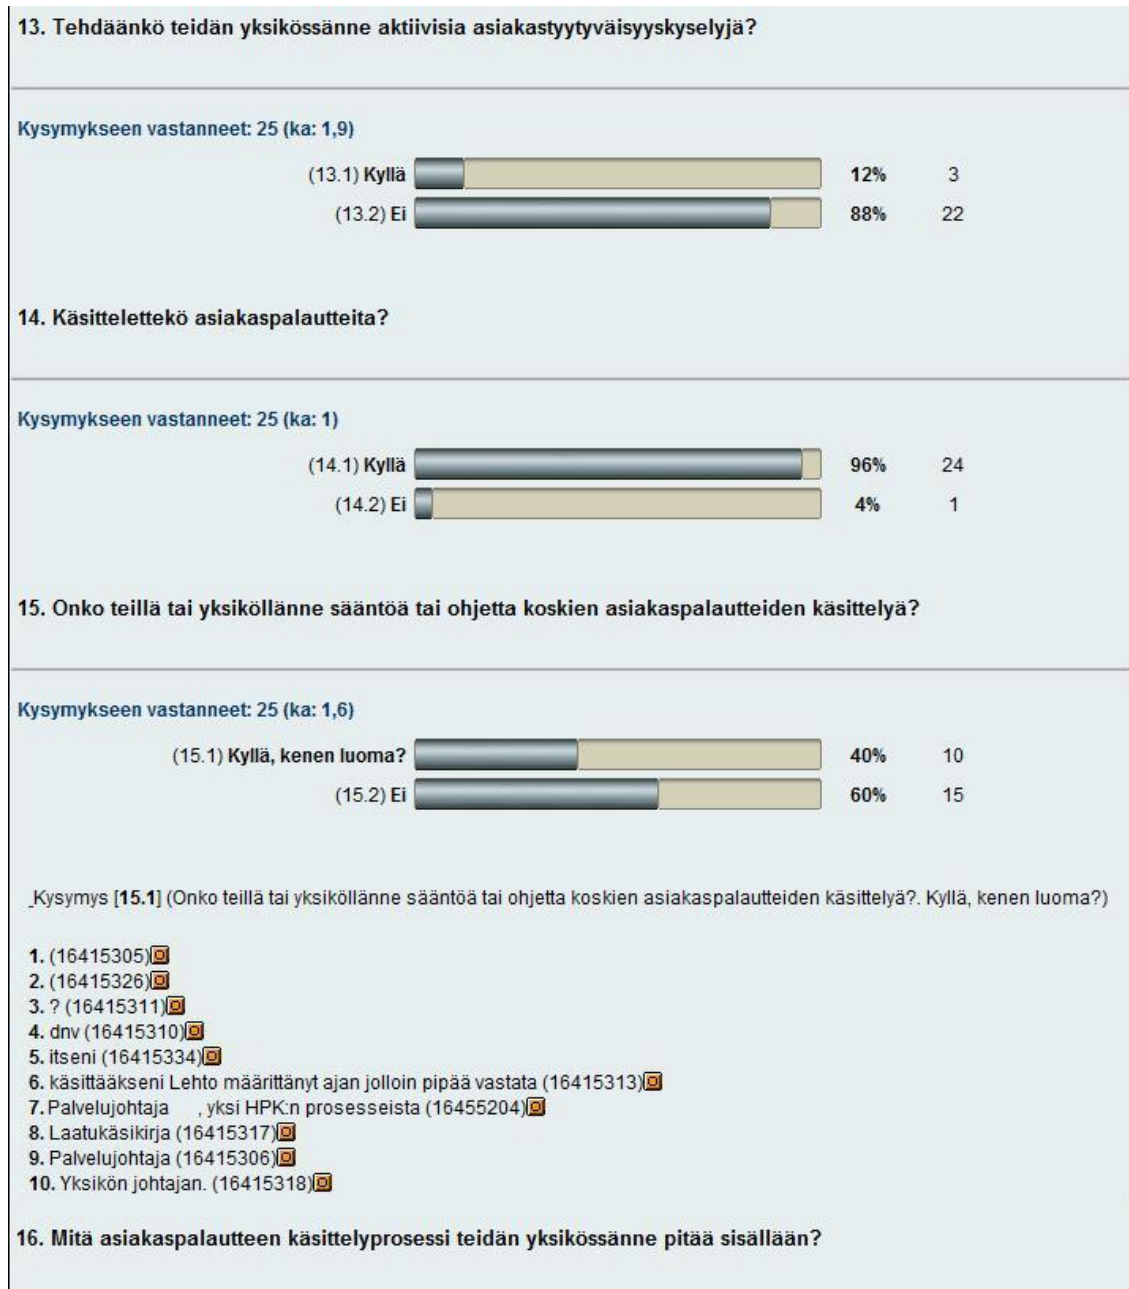 13. Tehdäänkö teidän yksikössänne aktiivisia asiakastyytyväisyyskyselyjä?
Kysymykseen vastanneet: 25 (ka: 1,9)
(13.1) Kyllä 12% 3
(13.2) Ei 88% 22
14. Käsittelettekö asiakaspalautteita?
Kysymykseen vastanneet: 25 (ka: 1)
(14.1) Kyllä 96% 24
(14.2) Ei 4% 1
15. Onko teillä tai yksiköllänne sääntöä tai ohjetta koskien asiakaspalautteiden käsittelyä?
Kysymykseen vastanneet: 25 (ka: 1,6)
(15.1) Kyllä, kenen luoma? 40% 10
(15.2) Ei 60% 15
_Kysymys [15.1] (Onko teillä tai yksiköllänne sääntöä tai ohjetta koskien asiakaspalautteiden käsittelyä?. Kyllä, kenen luoma?)
1. (16415305)
2. (16415326)
3. ? (16415311)
4. dnv (16415310)
5. itseni (16415334)
6. käsittääkseni Lehto määrittänyt ajan jolloin pipää vastata (16415313)
7. Palvelujohtaja , yksi HPK:n prosesseista (16455204)
8. Laatukäsikirja (16415317)
9. Palvelujohtaja (16415306)
10. Yksikön johtajan. (16415318)
16. Mitä asiakaspalautteen käsittelyprosessi teidän yksikössänne pitää sisällään?